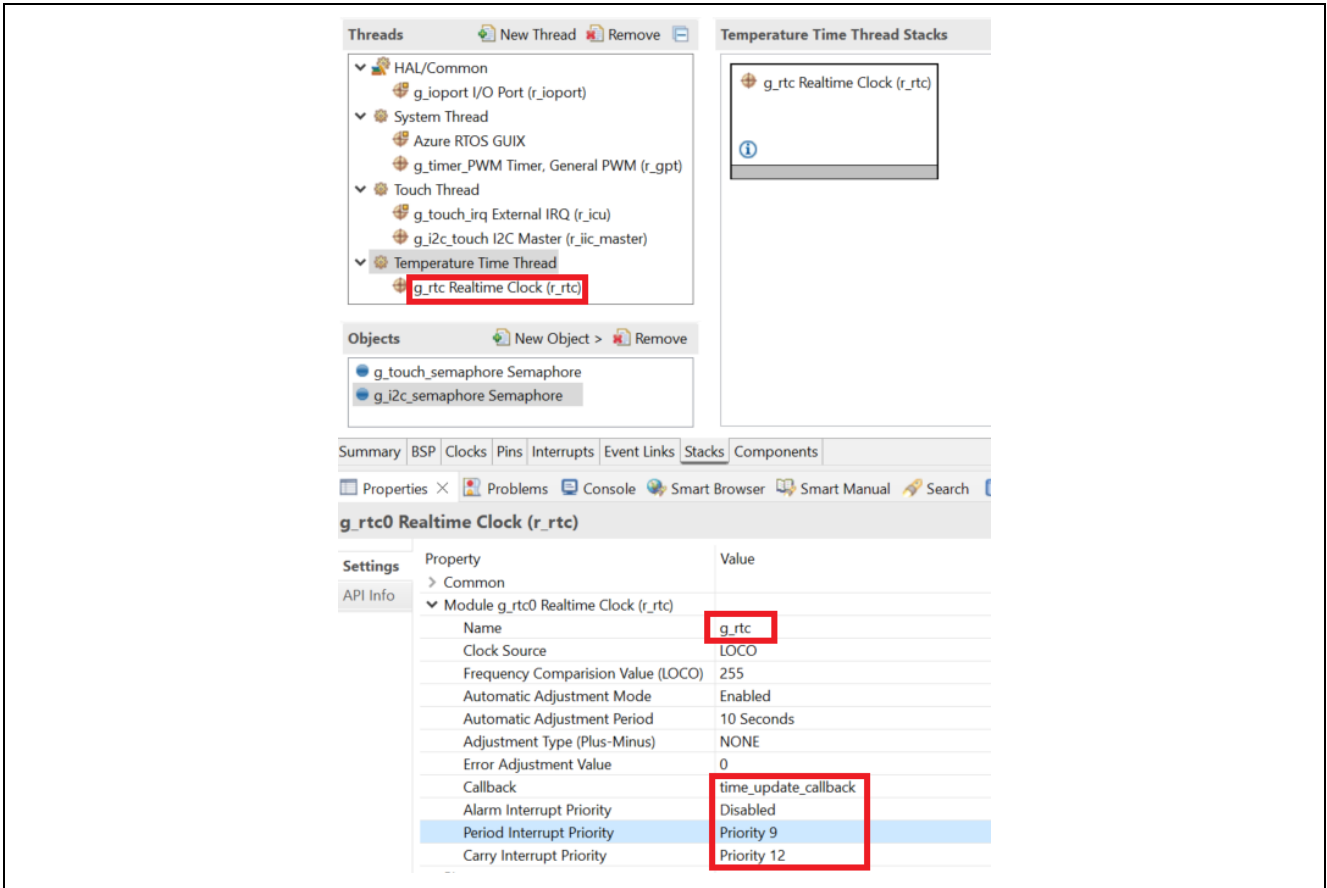 Threads New Thread Remove
HAL/Common
g_ioport I/O Port (r_ioport)
System Thread
Azure RTOS GUIX
g_timer_PWM Timer, General PWM (r_gpt)
Touch Thread
g_touch_irq External IRQ (r_icu)
g_i2c_touch I2C Master (r_iic_master)
Temperature Time Thread
g_rtc Realtime Clock (r_rtc)
Objects New Object > Remove
g_touch_semaphore Semaphore
g_i2c_semaphore Semaphore
Temperature Time Thread Stacks
g_rtc Realtime Clock (r_rtc)
Summary BSP Clocks Pins Interrupts Event Links Stacks Components
Properties Problems Console Smart Browser Smart Manual Search
g_rtc0 Realtime Clock (r_rtc)
Settings
API Info
Property Value
Common
Module g_rtc0 Realtime Clock (r_rtc)
Name g_rtc
Clock Source LOCO
Frequency Comparision Value (LOCO) 255
Automatic Adjustment Mode Enabled
Automatic Adjustment Period 10 Seconds
Adjustment Type (Plus-Minus) NONE
Error Adjustment Value 0
Callback time_update_callback
Alarm Interrupt Priority Disabled
Period Interrupt Priority Priority 9
Carry Interrupt Priority Priority 12